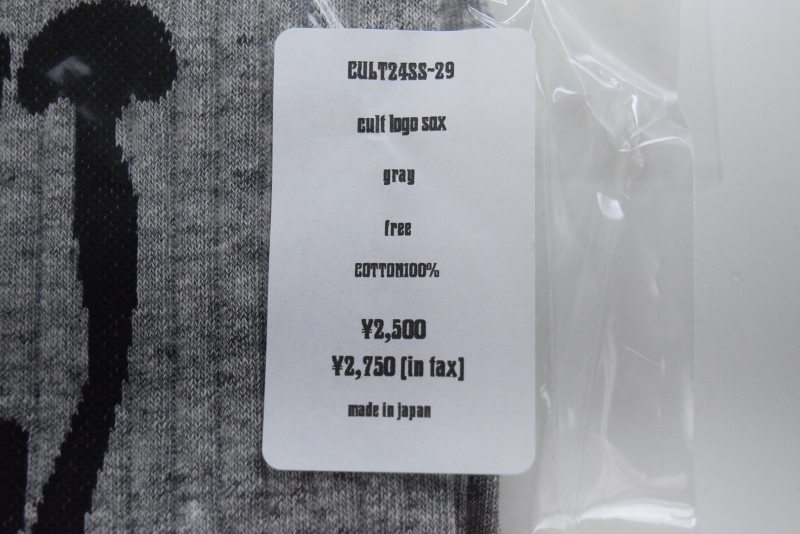 CULT24SS-29
cult logo sox
gray
free
COTTON100%
¥2,500
¥2,750 [in tax]
made in japan